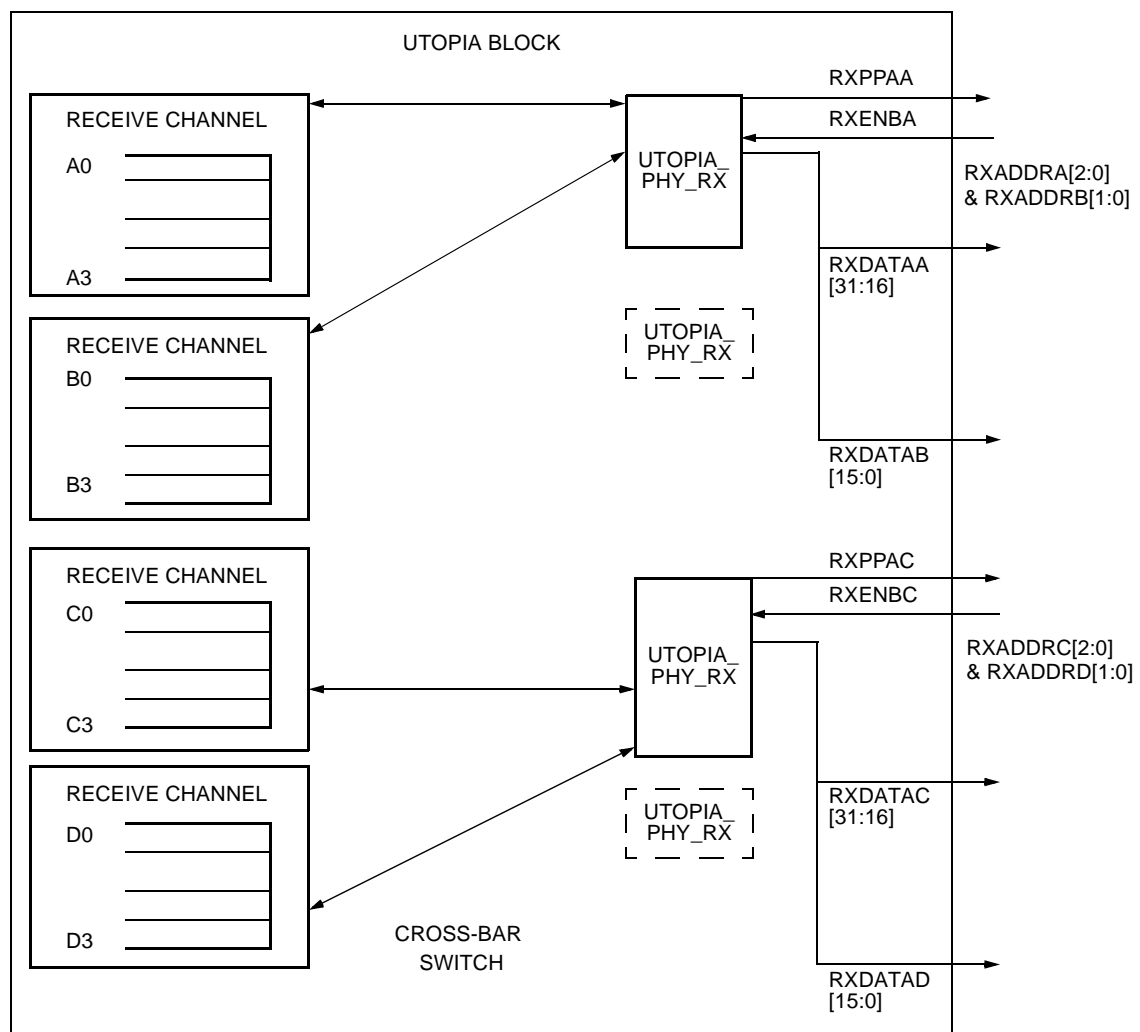 UTOPIA BLOCK
RECEIVE CHANNEL
A0
A3
RECEIVE CHANNEL
B0
B3
RECEIVE CHANNEL
C0
C3
RECEIVE CHANNEL
D0
D3
CROSS-BAR
SWITCH
UTOPIA_
PHY_RX
UTOPIA_
PHY_RX
UTOPIA_
PHY_RX
UTOPIA_
PHY_RX
RXPPAA
RXENBA
RXADDRA[2:0]
& RXADDRB[1:0]
RXDATAA
[31:16]
RXDATAB
[15:0]
RXPPAC
RXENBC
RXADDRC[2:0]
& RXADDRD[1:0]
RXDATAC
[31:16]
RXDATAD
[15:0]